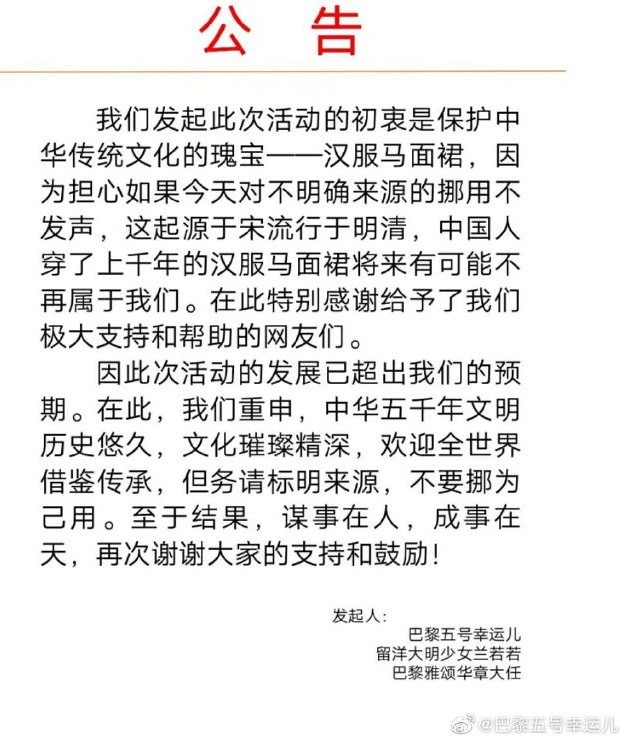 公 告
我们发起此次活动的初衷是保护中
华传统文化的瑰宝——汉服马面裙，因
为担心如果今天对不明确来源的挪用不
发声，这起源于宋流行于明清，中国人
穿了上千年的汉服马面裙将来有可能不
再属于我们。在此特别感谢给予了我们
极大支持和帮助的网友们。
因此次活动的发展已超出我们的预
期。在此，我们重申，中华五千年文明
历史悠久，文化璀璨精深，欢迎全世界
借鉴传承，但务请标明来源，不要挪为
己用。至于结果，谋事在人，成事在
天，再次谢谢大家的支持和鼓励！
发起人：
巴黎五号幸运儿
留洋大明少女兰若若
巴黎雅颂华章大任
@巴黎五号幸运儿